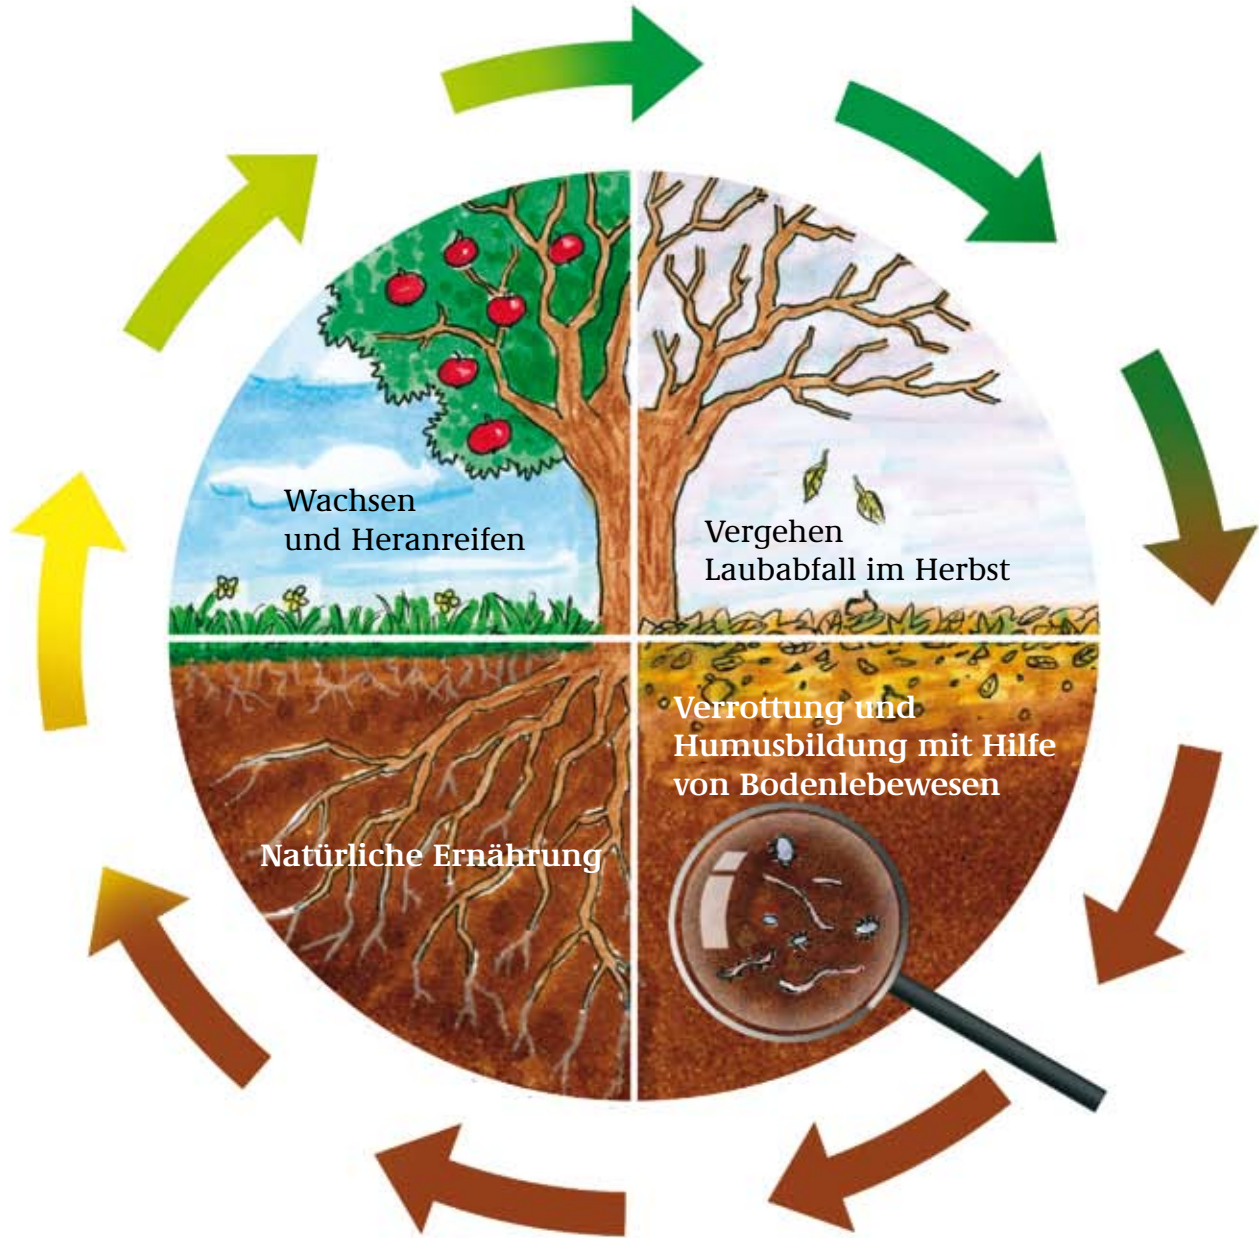 Wachsen
und Heranreifen
Vergehen
Laubabfall im Herbst
Verrottung und
Humusbildung mit Hilfe
von Bodenlebewesen
Natürliche Ernährung